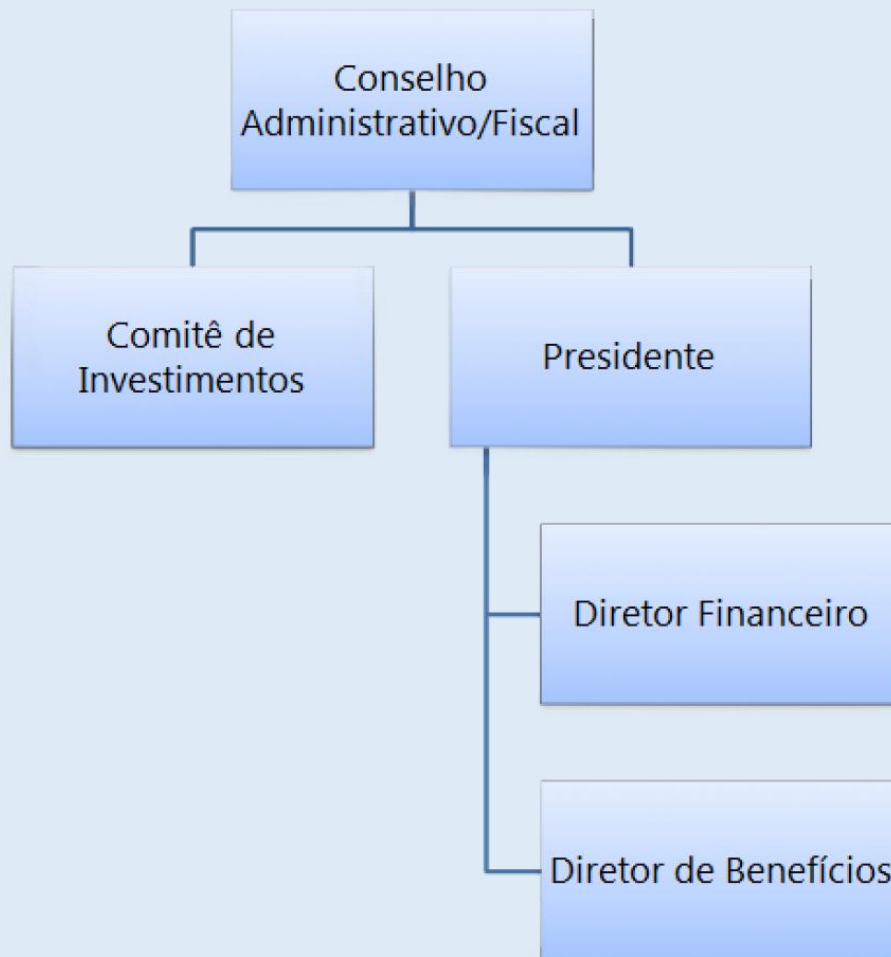 Conselho
Administrativo/Fiscal
Comitê de
Investimentos
Presidente
Diretor Financeiro
Diretor de Benefícios